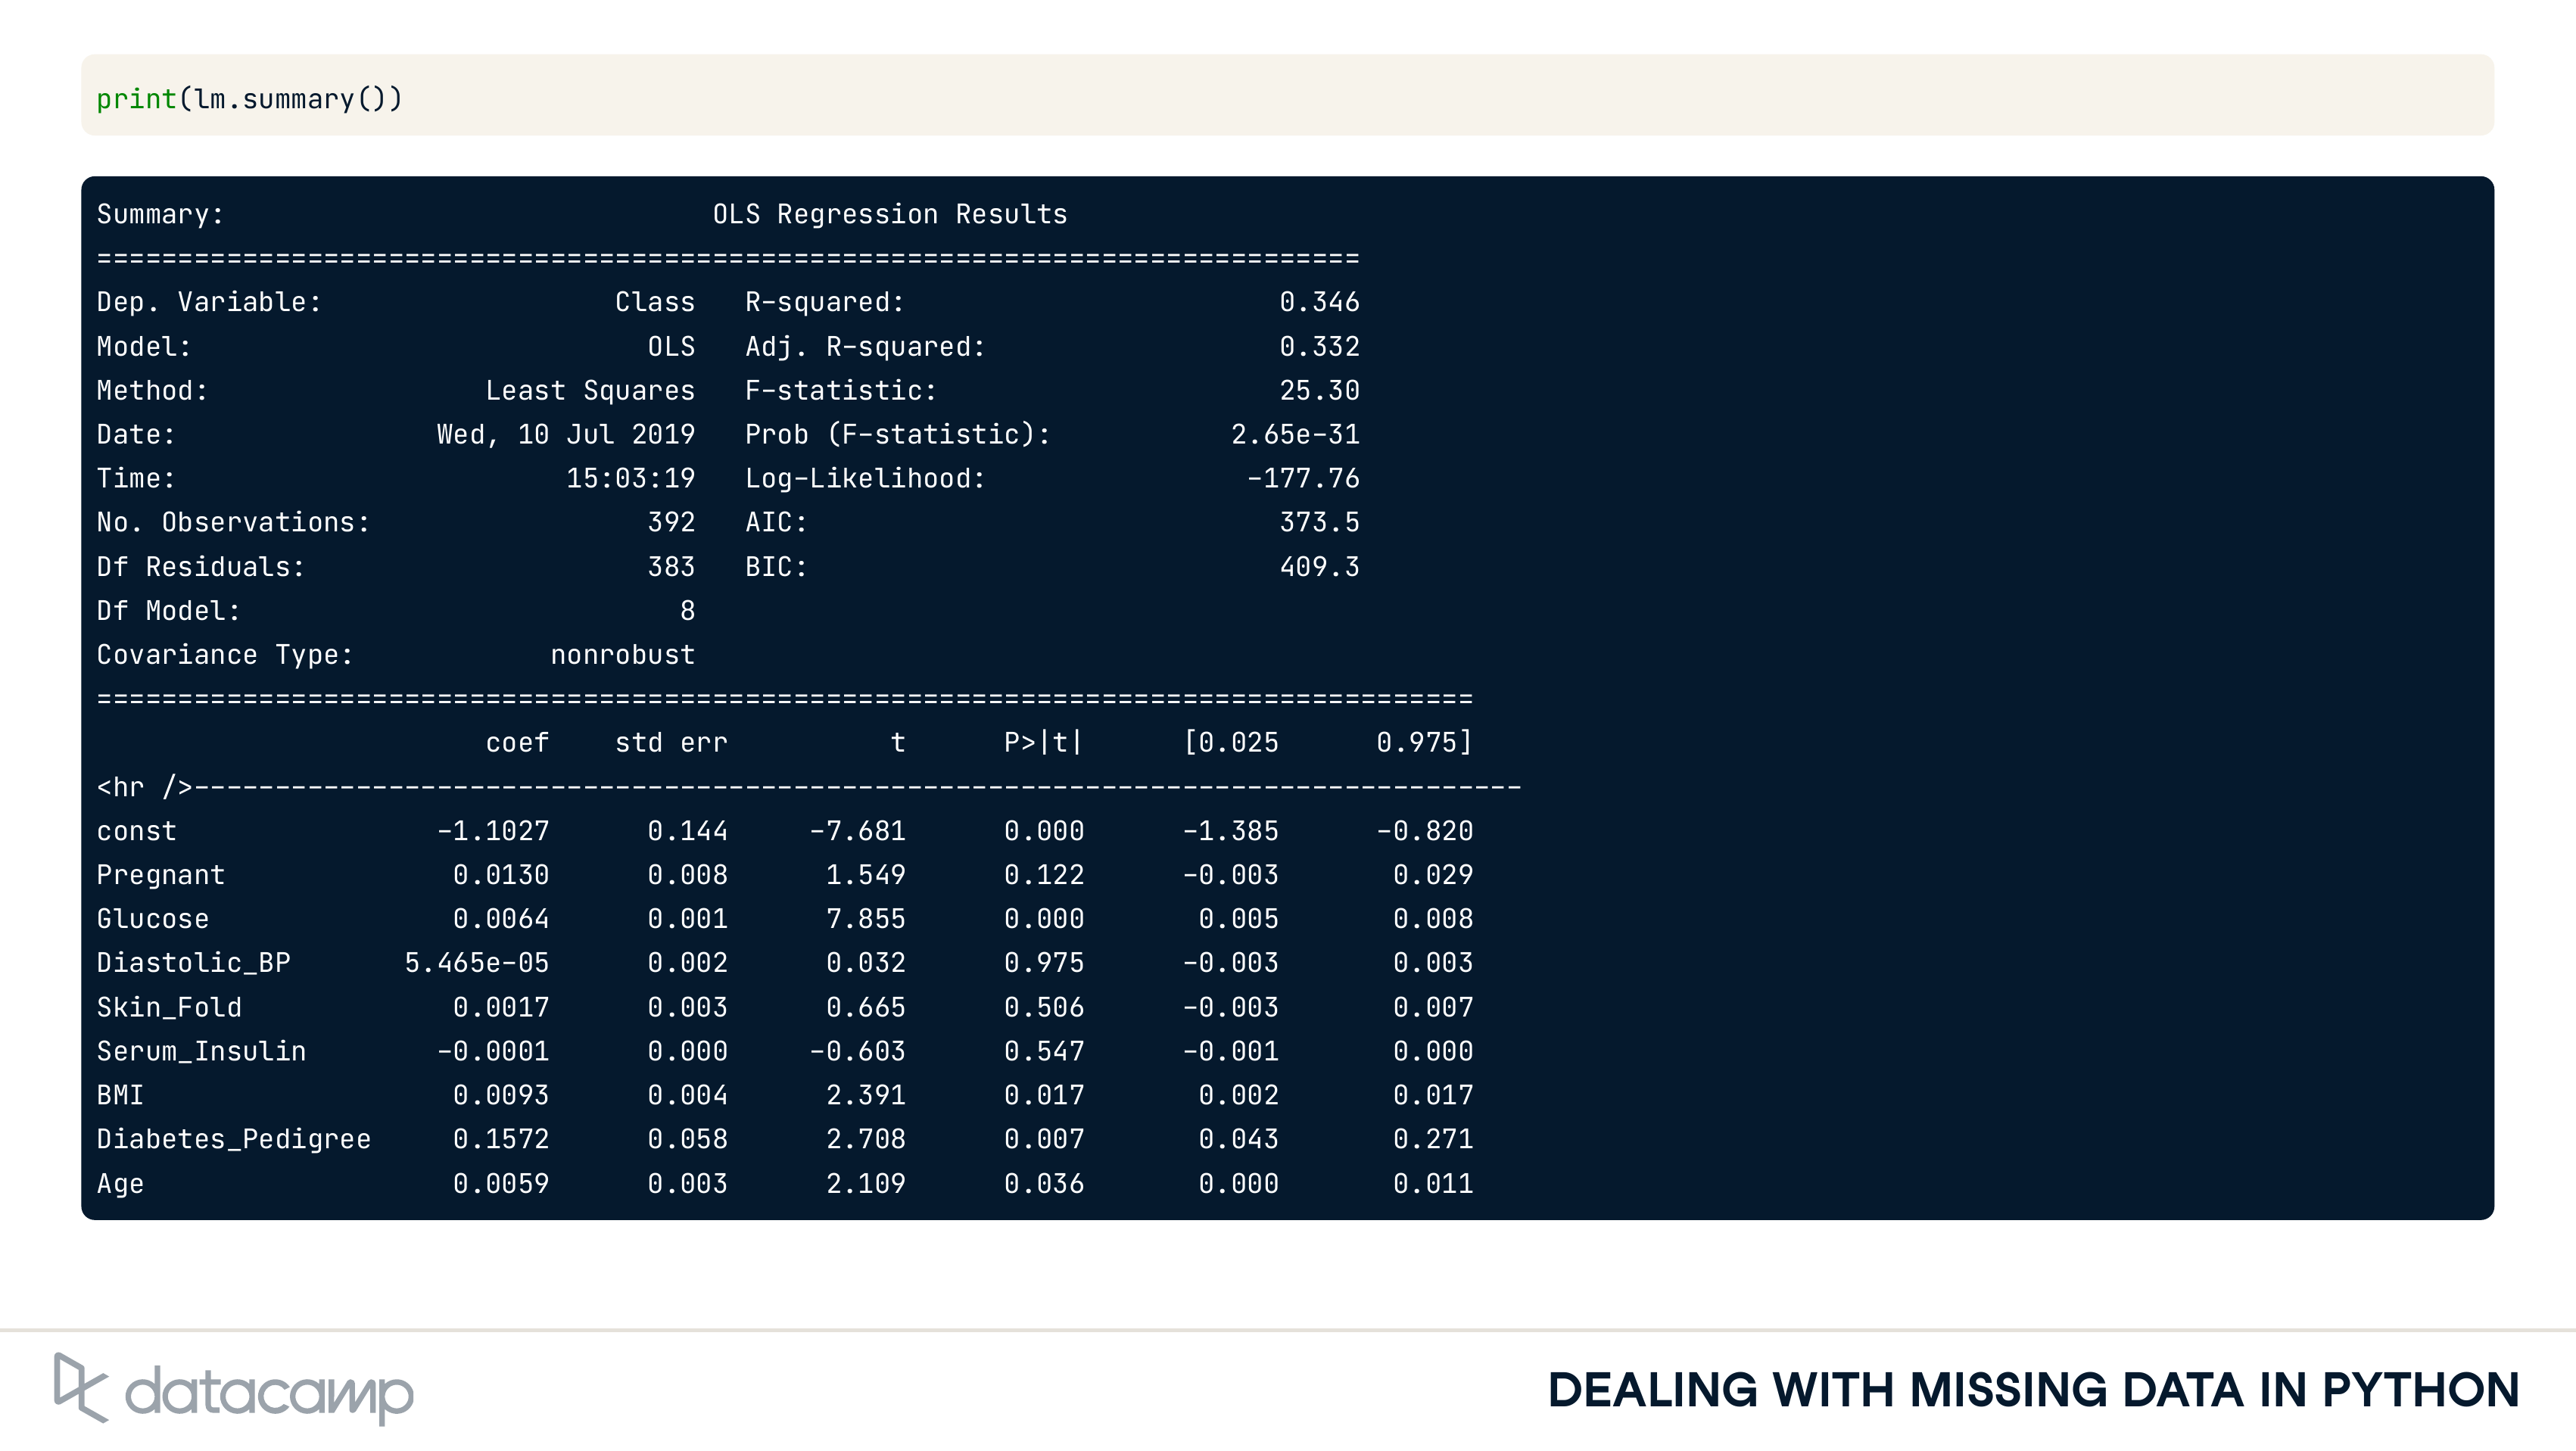 print(lm.summary())
Summary:                              OLS Regression Results
==============================================================================
Dep. Variable:                  Class   R-squared:                       0.346
Model:                            OLS   Adj. R-squared:                  0.332
Method:                 Least Squares   F-statistic:                     25.30
Date:                Wed, 10 Jul 2019   Prob (F-statistic):           2.65e-31
Time:                        15:03:19   Log-Likelihood:                -177.76
No. Observations:                 392   AIC:                             373.5
Df Residuals:                     383   BIC:                             409.3
Df Model:                           8
Covariance Type:            nonrobust
=====================================================================================
                        coef    std err          t      P>|t|      [0.025      0.975]
<hr />----------------------------------------------------------------------------------
const                -1.1027      0.144     -7.681      0.000      -1.385      -0.820
Pregnant              0.0130      0.008      1.549      0.122      -0.003       0.029
Glucose               0.0064      0.001      7.855      0.000       0.005       0.008
Diastolic_BP       5.465e-05      0.002      0.032      0.975      -0.003       0.003
Skin_Fold             0.0017      0.003      0.665      0.506      -0.003       0.007
Serum_Insulin        -0.0001      0.000     -0.603      0.547      -0.001       0.000
BMI                   0.0093      0.004      2.391      0.017       0.002       0.017
Diabetes_Pedigree     0.1572      0.058      2.708      0.007       0.043       0.271
Age                   0.0059      0.003      2.109      0.036       0.000       0.011
datacamp
DEALING WITH MISSING DATA IN PYTHON